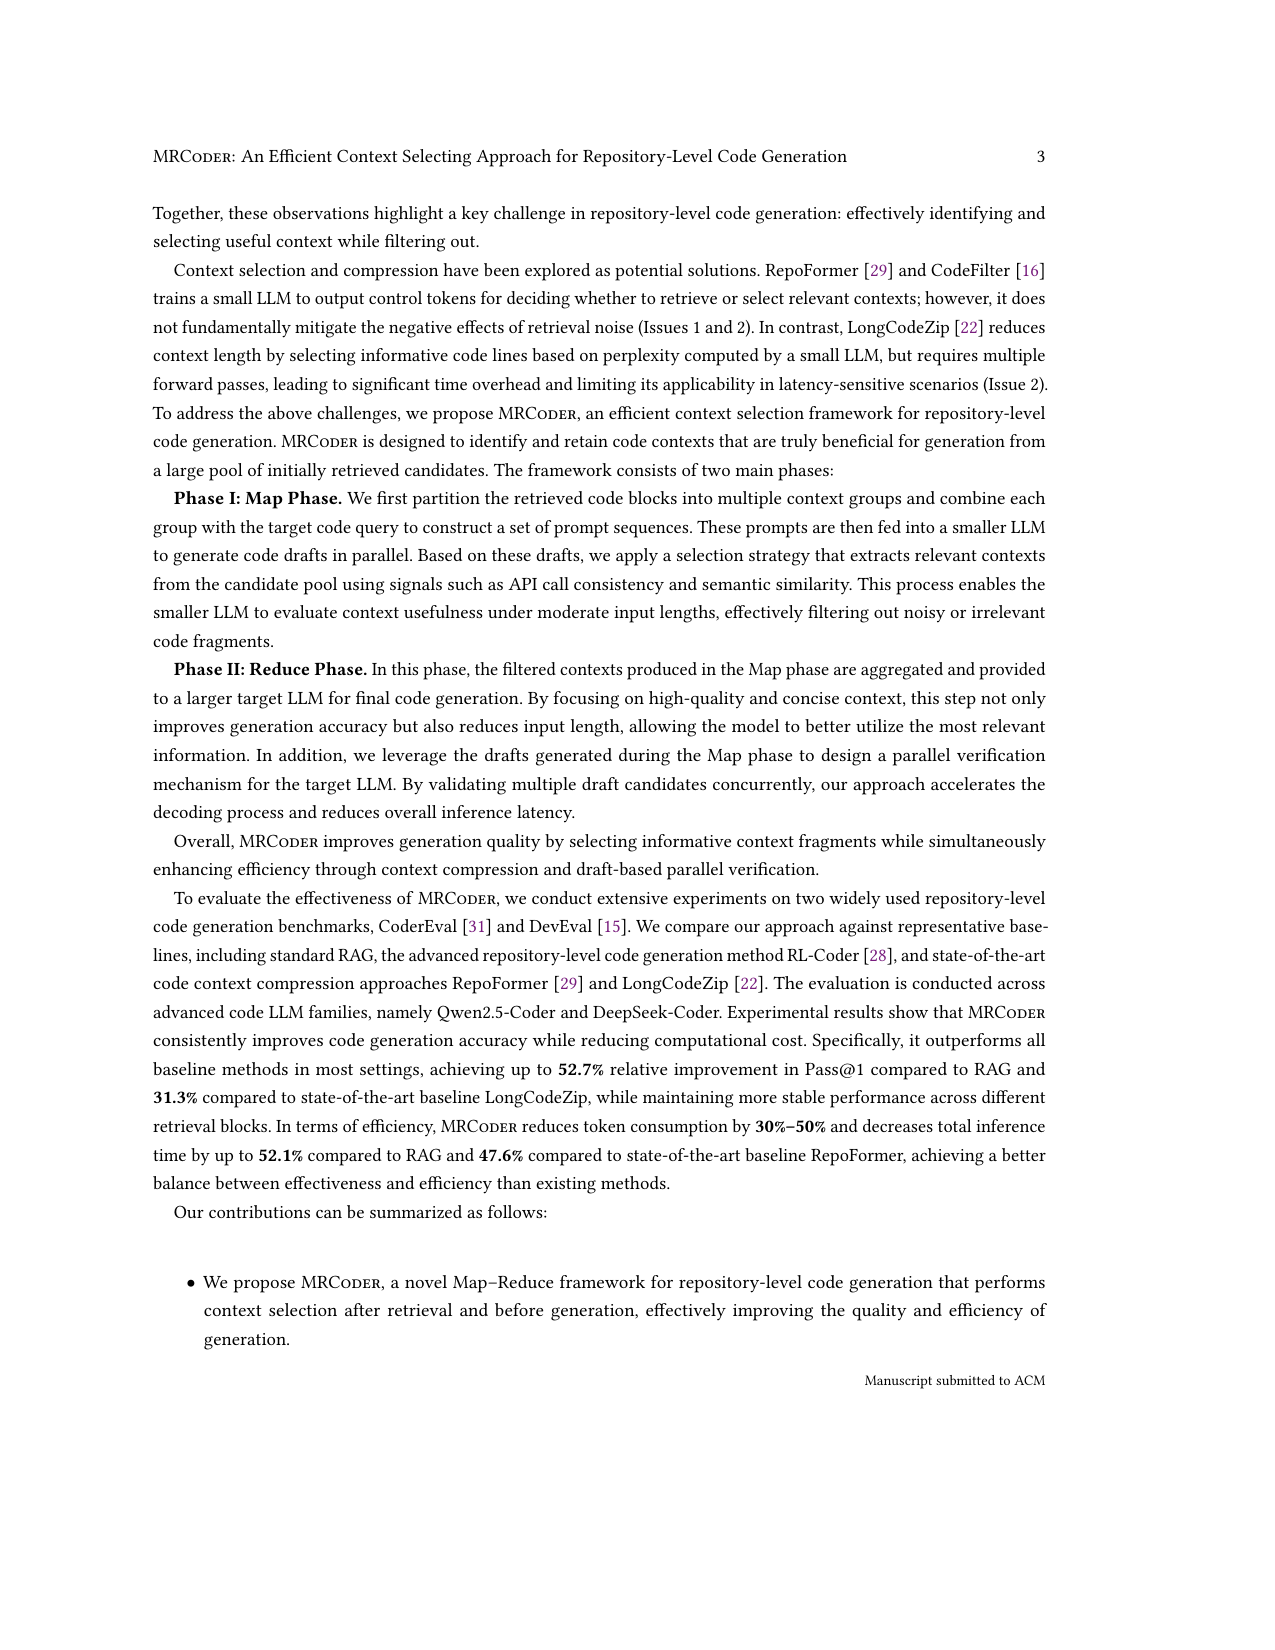 MRCODER: An Efficient Context Selecting Approach for Repository-Level Code Generation 3
Together, these observations highlight a key challenge in repository-level code generation: effectively identifying and
selecting useful context while filtering out.
Context selection and compression have been explored as potential solutions. RepoFormer [29] and CodeFilter [16]
trains a small LLM to output control tokens for deciding whether to retrieve or select relevant contexts; however, it does
not fundamentally mitigate the negative effects of retrieval noise (Issues 1 and 2). In contrast, LongCodeZip [22] reduces
context length by selecting informative code lines based on perplexity computed by a small LLM, but requires multiple
forward passes, leading to significant time overhead and limiting its applicability in latency-sensitive scenarios (Issue 2).
To address the above challenges, we propose MRCODER, an efficient context selection framework for repository-level
code generation. MRCODER is designed to identify and retain code contexts that are truly beneficial for generation from
a large pool of initially retrieved candidates. The framework consists of two main phases:
Phase I: Map Phase. We first partition the retrieved code blocks into multiple context groups and combine each
group with the target code query to construct a set of prompt sequences. These prompts are then fed into a smaller LLM
to generate code drafts in parallel. Based on these drafts, we apply a selection strategy that extracts relevant contexts
from the candidate pool using signals such as API call consistency and semantic similarity. This process enables the
smaller LLM to evaluate context usefulness under moderate input lengths, effectively filtering out noisy or irrelevant
code fragments.
Phase II: Reduce Phase. In this phase, the filtered contexts produced in the Map phase are aggregated and provided
to a larger target LLM for final code generation. By focusing on high-quality and concise context, this step not only
improves generation accuracy but also reduces input length, allowing the model to better utilize the most relevant
information. In addition, we leverage the drafts generated during the Map phase to design a parallel verification
mechanism for the target LLM. By validating multiple draft candidates concurrently, our approach accelerates the
decoding process and reduces overall inference latency.
Overall, MRCODER improves generation quality by selecting informative context fragments while simultaneously
enhancing efficiency through context compression and draft-based parallel verification.
To evaluate the effectiveness of MRCODER, we conduct extensive experiments on two widely used repository-level
code generation benchmarks, CoderEval [31] and DevEval [15]. We compare our approach against representative base-
lines, including standard RAG, the advanced repository-level code generation method RL-Coder [28], and state-of-the-art
code context compression approaches RepoFormer [29] and LongCodeZip [22]. The evaluation is conducted across
advanced code LLM families, namely Qwen2.5-Coder and DeepSeek-Coder. Experimental results show that MRCODER
consistently improves code generation accuracy while reducing computational cost. Specifically, it outperforms all
baseline methods in most settings, achieving up to 52.7% relative improvement in Pass@1 compared to RAG and
31.3% compared to state-of-the-art baseline LongCodeZip, while maintaining more stable performance across different
retrieval blocks. In terms of efficiency, MRCODER reduces token consumption by 30%–50% and decreases total inference
time by up to 52.1% compared to RAG and 47.6% compared to state-of-the-art baseline RepoFormer, achieving a better
balance between effectiveness and efficiency than existing methods.
Our contributions can be summarized as follows:
• We propose MRCODER, a novel Map–Reduce framework for repository-level code generation that performs
context selection after retrieval and before generation, effectively improving the quality and efficiency of
generation.
Manuscript submitted to ACM